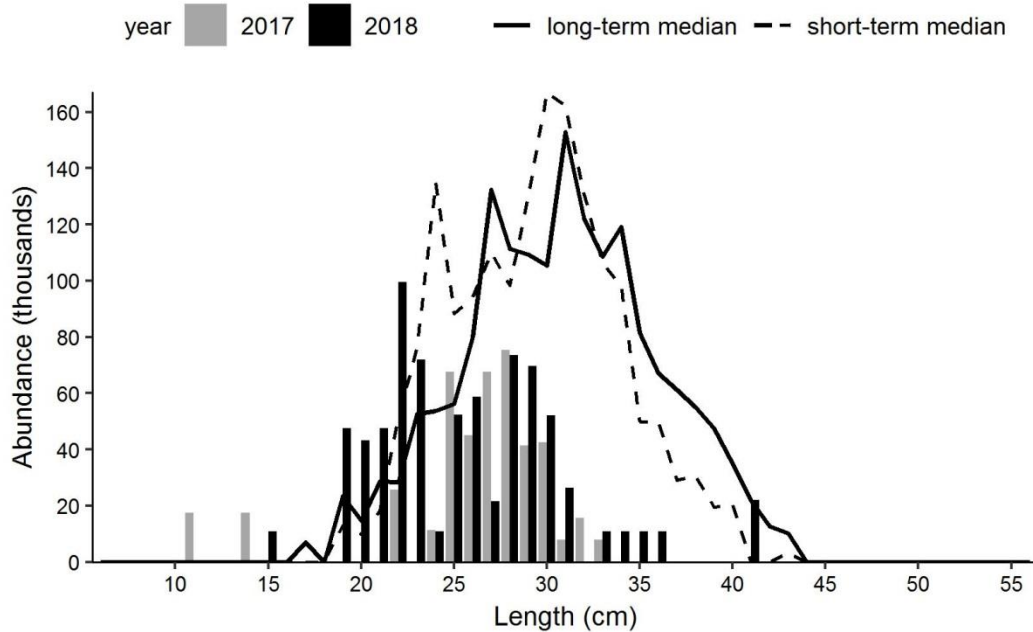 year 2017 2018 long-term median short-term median
160
140
120
100
80
60
40
20
0
Abundance (thousands)
10 15 20 25 30 35 40 45 50 55
Length (cm)